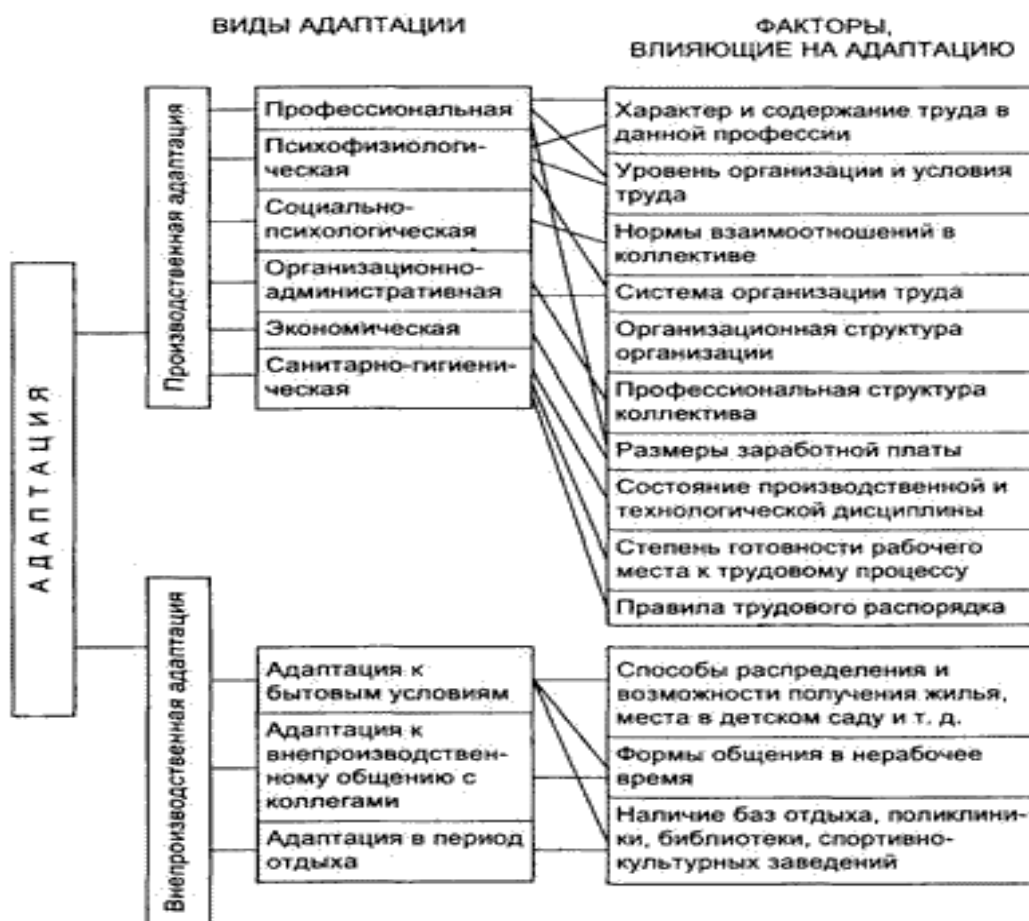 ВИДЫ АДАПТАЦИИ
ФАКТОРЫ,
ВЛИЯЮЩИЕ НА АДАПТАЦИЮ
АДАПТАЦИЯ
Производственная адаптация
Профессиональная
Психофизиологи-
ческая
Социально-
психологическая
Организационно-
административная
Экономическая
Санитарно-гигиени-
ческая
Характер и содержание труда в
данной профессии
Уровень организации и условия
труда
Нормы взаимоотношений в
коллективе
Система организации труда
Организационная структура
организации
Профессиональная структура
коллектива
Размеры заработной платы
Состояние производственной и
технологической дисциплины
Степень готовности рабочего
места к трудовому процессу
Правила трудового распорядка
Внепроизводственная адаптация
Адаптация к
бытовым условиям
Адаптация к
внепроизводствен-
ному общению с
коллегами
Адаптация в период
отдыха
Способы распределения и
возможности получения жилья,
места в детском саду и т. д.
Формы общения в нерабочее
время
Наличие баз отдыха, поликлини-
ки, библиотеки, спортивно-
культурных заведений